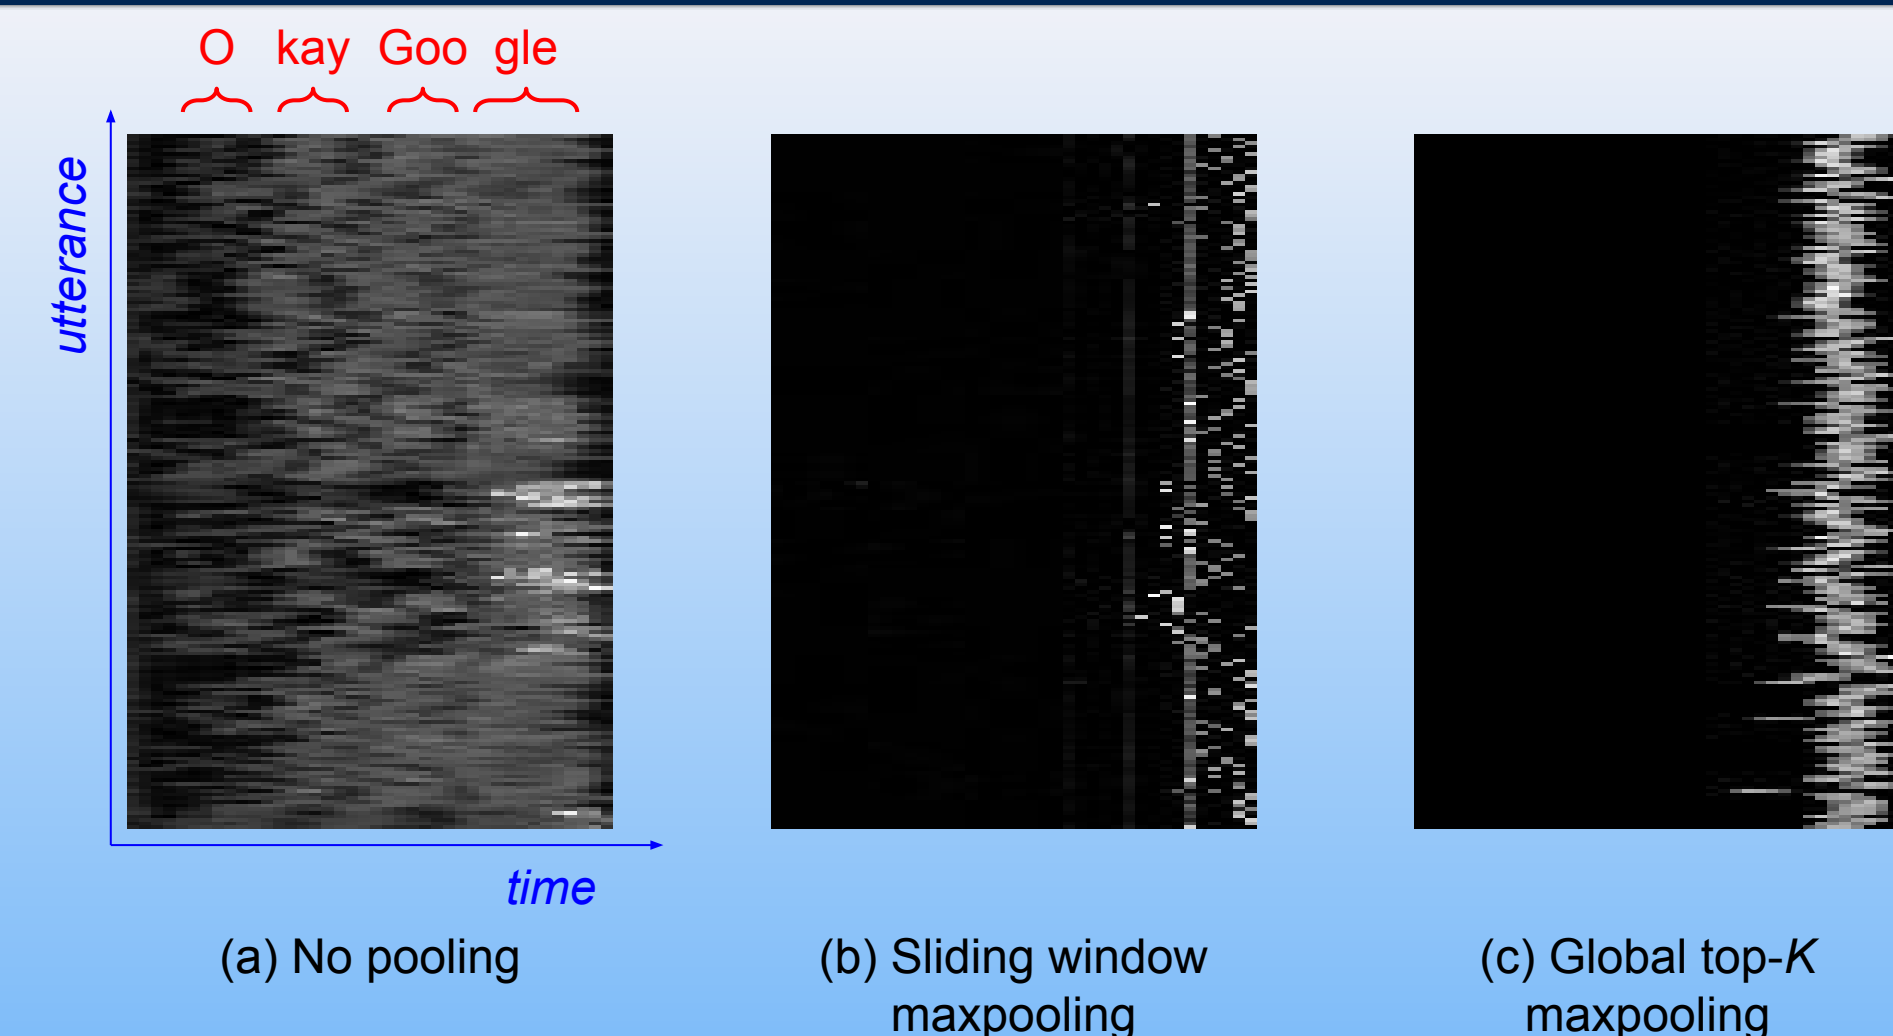 O kay Goo gle
utterance
time
(a) No pooling
(b) Sliding window
maxpooling
(c) Global top-K
maxpooling